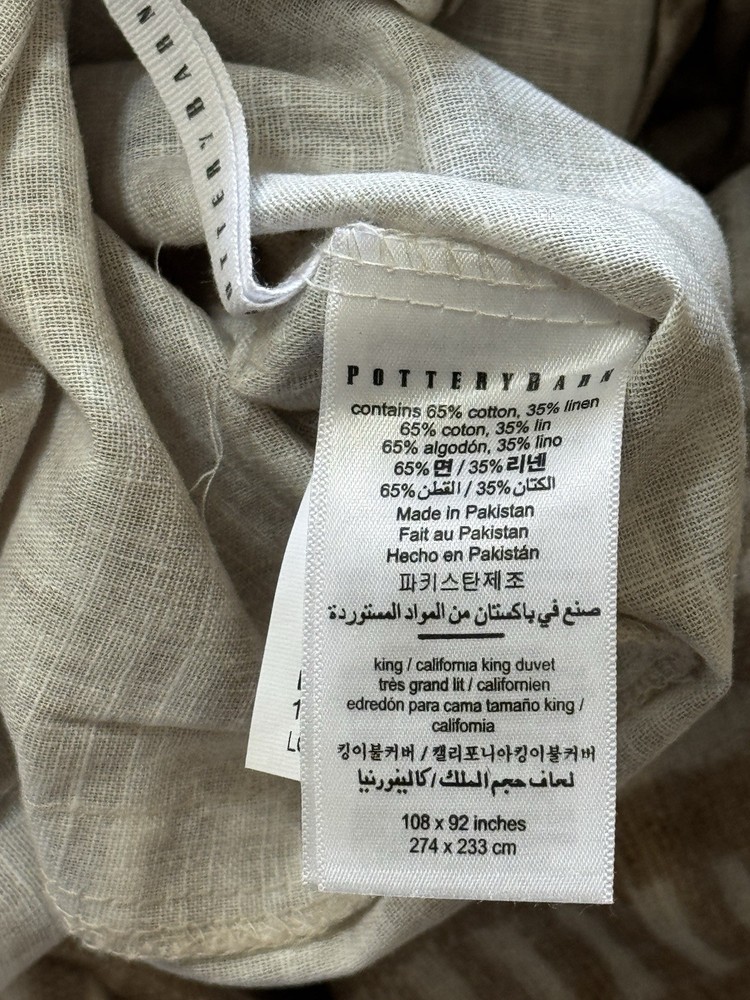 POTTERY BARN
POTTERY BARN
contains 65% cotton, 35% linen
65% coton, 35% lin
65% algodón, 35% lino
65% 면 / 35% 리넨
65% القطن / 35% الكتان
Made in Pakistan
Fait au Pakistan
Hecho en Pakistán
파키스탄제조
صنع في باكستان من المواد المستوردة
king / california king duvet
très grand lit / californien
edredón para cama tamaño king /
california
킹이불커버 / 캘리포니아킹이불커버
لحاف حجم الملك / كاليفورنيا
108 x 92 inches
274 x 233 cm